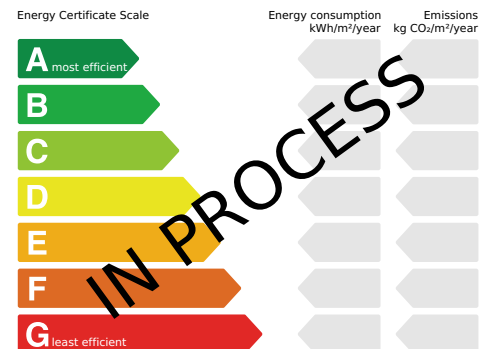 Energy Certificate Scale
Energy consumption
kWh/m²/year
Emissions
kg CO₂/m²/year
A most efficient
B
C
D
E
F
G least efficient
IN PROCESS